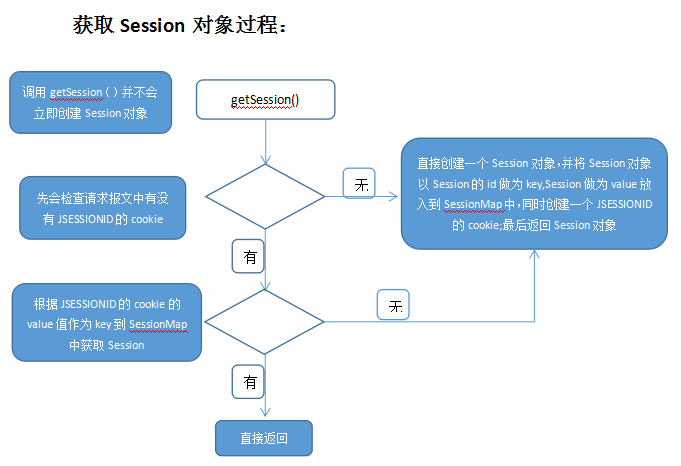 获取 Session 对象过程：
调用 getSession（）并不会
立即创建 Session 对象
getSession()
先会检查请求报文中有没
有 JSESSIONID 的 cookie
无
直接创建一个 Session 对象，并将 Session 对象
以 Session 的 id 做为 key,Session 做为 value 放
入到 SessionMap 中，同时创建一个 JSESSIONID
的 cookie;最后返回 Session 对象
有
根据 JSESSIONID 的 cookie 的
value 值作为 key 到 SessionMap
中获取 Session
无
有
直接返回